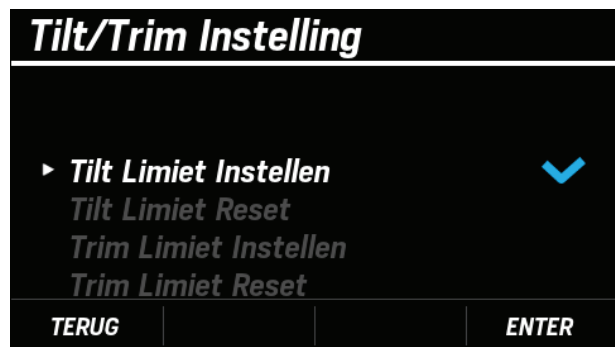 Tilt/Trim Instelling
Tilt Limiet Instellen
Tilt Limiet Reset
Trim Limiet Instellen
Trim Limiet Reset
TERUG ENTER